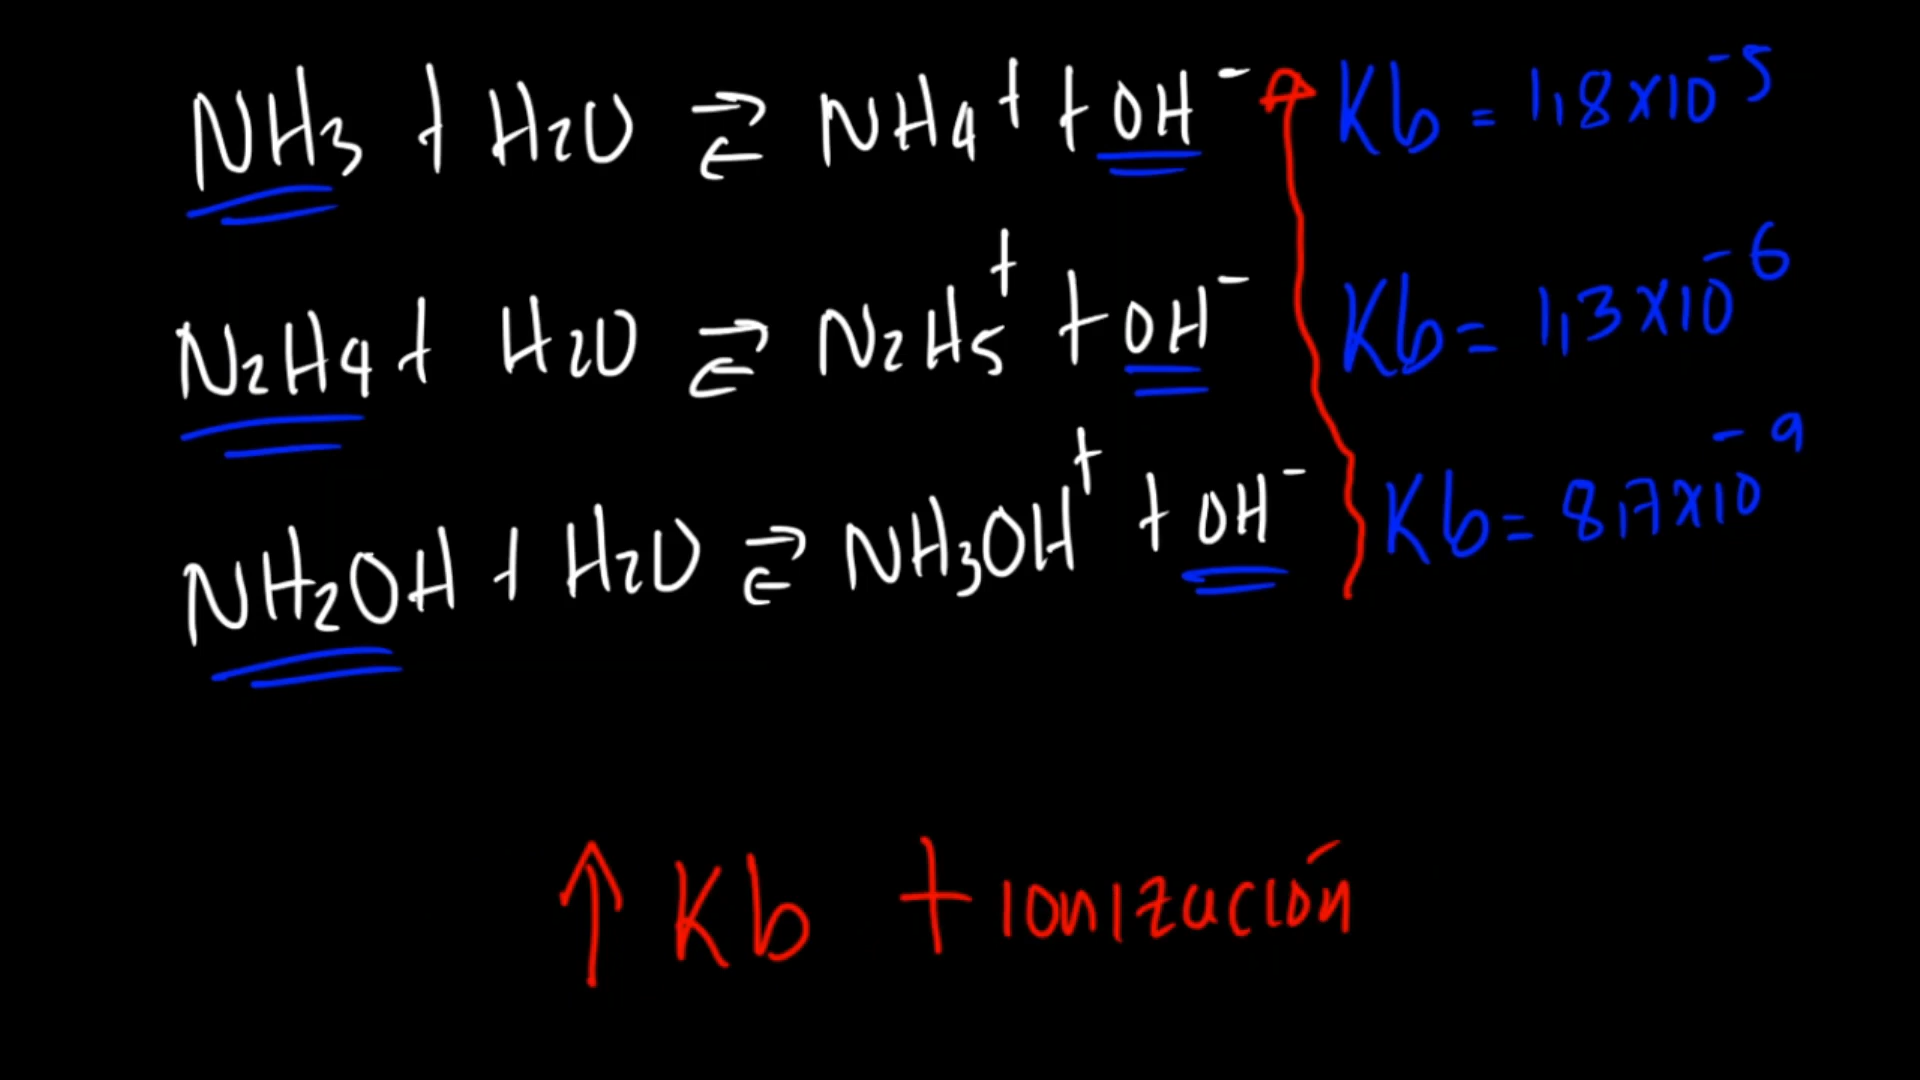 NH₃ + H₂O ⇄ NH₄⁺ + OH⁻ Kb = 1,8x10⁻⁵
N₂H₄ + H₂O ⇄ N₂H₅⁺ + OH⁻ Kb = 1,3x10⁻⁶
NH₂OH + H₂O ⇄ NH₃OH⁺ + OH⁻ Kb = 8,7x10⁻⁹
↑ Kb + ionización